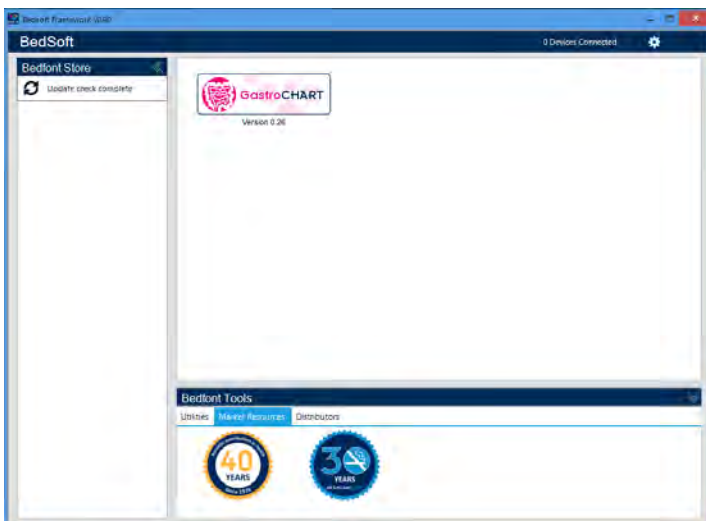 BedSoft
0 Devices Connected
Bedfont Store
Update check complete
GastroCHART
Version 0.26
Bedfont Tools
Utilities Market Resources Distributors
40
YEARS
30
YEARS